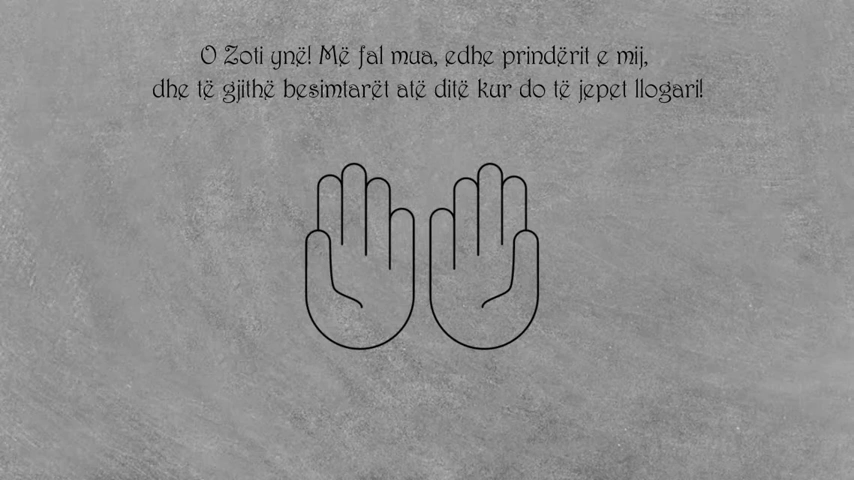 O Zoti ynë! Më fal mua, edhe prindërit e mij,
dhe të gjithë besimtarët atë ditë kur do të jepet llogari!